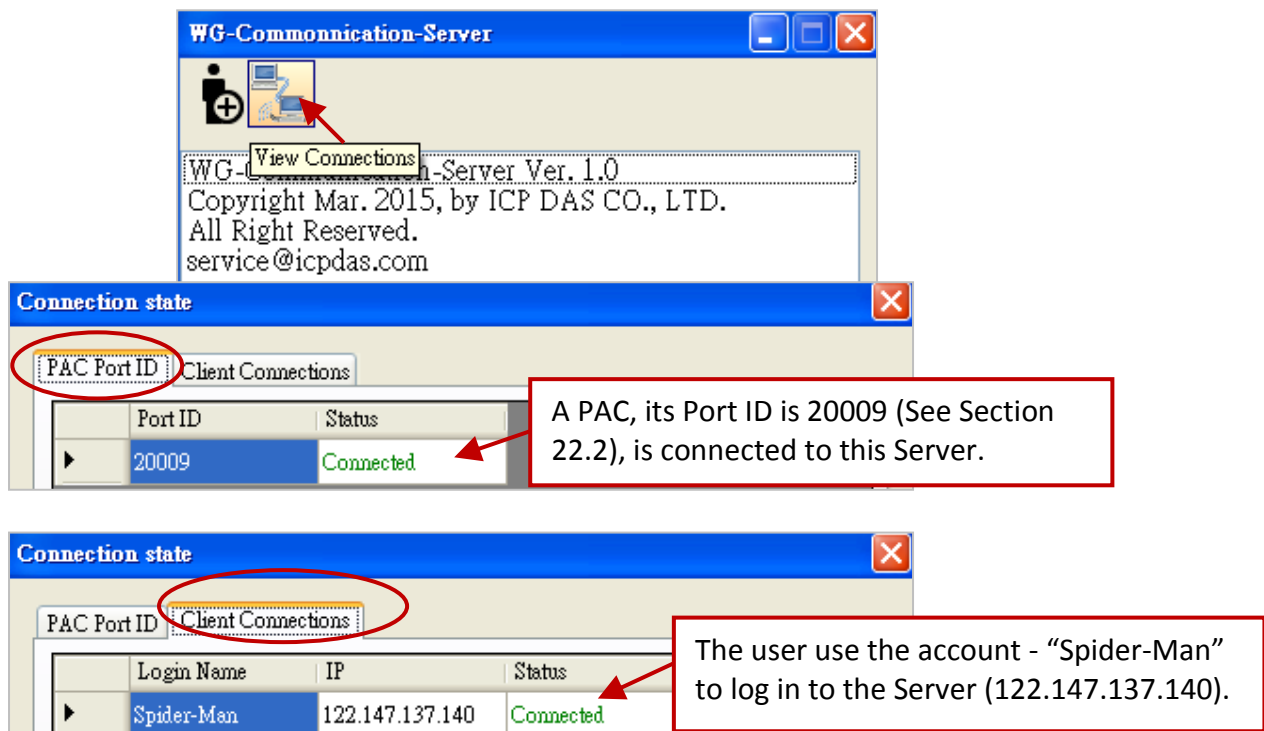 WG-Commonnication-Server
View Connections
WG-Communication-Server Ver. 1.0
Copyright Mar. 2015, by ICP DAS CO., LTD.
All Right Reserved.
service@icpdas.com
Connection state
PAC Port ID Client Connections
Port ID Status
20009 Connected
A PAC, its Port ID is 20009 (See Section
22.2), is connected to this Server.
Connection state
PAC Port ID Client Connections
Login Name IP Status
Spider-Man 122.147.137.140 Connected
The user use the account - “Spider-Man”
to log in to the Server (122.147.137.140).